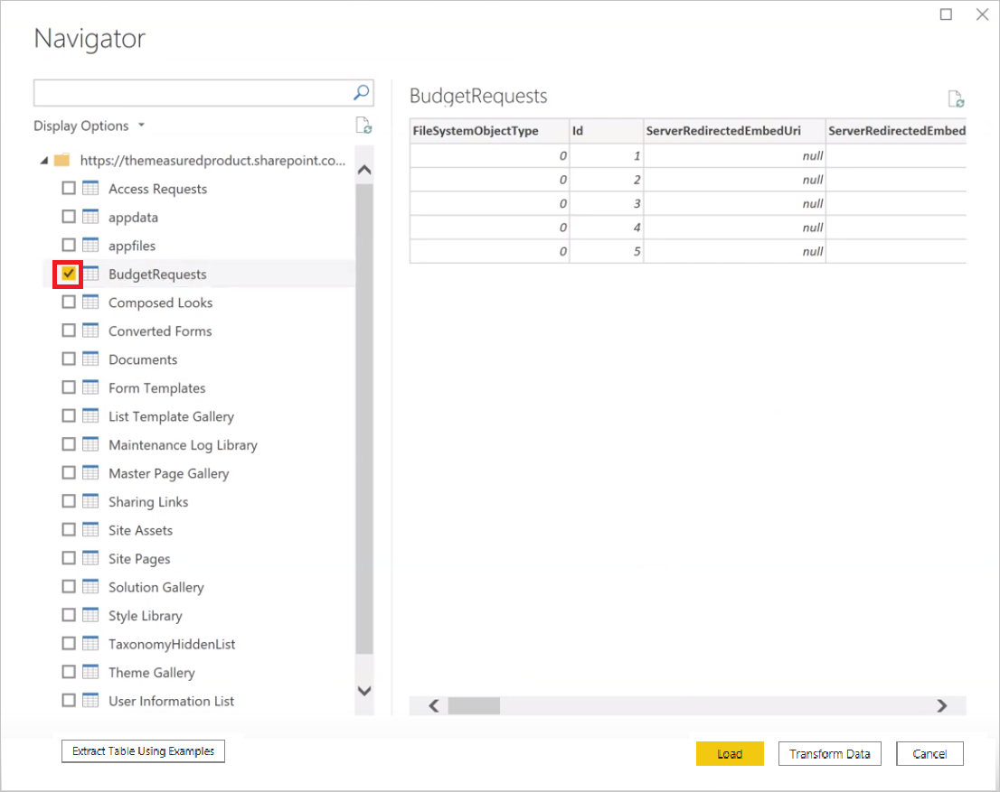 Navigator
Display Options
https://themeasuredproduct.sharepoint.co...
Access Requests
appdata
appfiles
BudgetRequests
Composed Looks
Converted Forms
Documents
Form Templates
List Template Gallery
Maintenance Log Library
Master Page Gallery
Sharing Links
Site Assets
Site Pages
Solution Gallery
Style Library
TaxonomyHiddenList
Theme Gallery
User Information List
BudgetRequests
FileSystemObjectType Id ServerRedirectedEmbedUri ServerRedirectedEmbed
0 1 null
0 2 null
0 3 null
0 4 null
0 5 null
Extract Table Using Examples
Load Transform Data Cancel